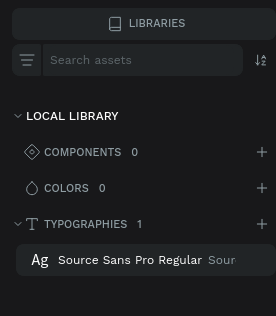 LIBRARIES
Search assets
LOCAL LIBRARY
COMPONENTS 0
COLORS 0
TYPOGRAPHIES 1
Ag Source Sans Pro Regular Sour